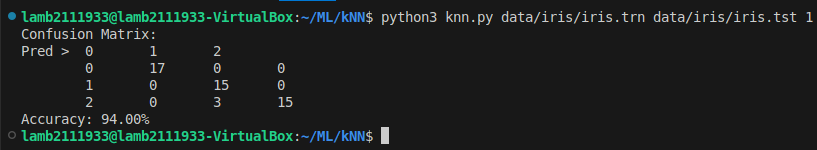 lamb2111933@lamb2111933-VirtualBox:~/ML/kNN$ python3 knn.py data/iris/iris.trn data/iris/iris.tst 1
Confusion Matrix:
Pred > 0 1 2
0 17 0 0
1 0 15 0
2 0 3 15
Accuracy: 94.00%
lamb2111933@lamb2111933-VirtualBox:~/ML/kNN$